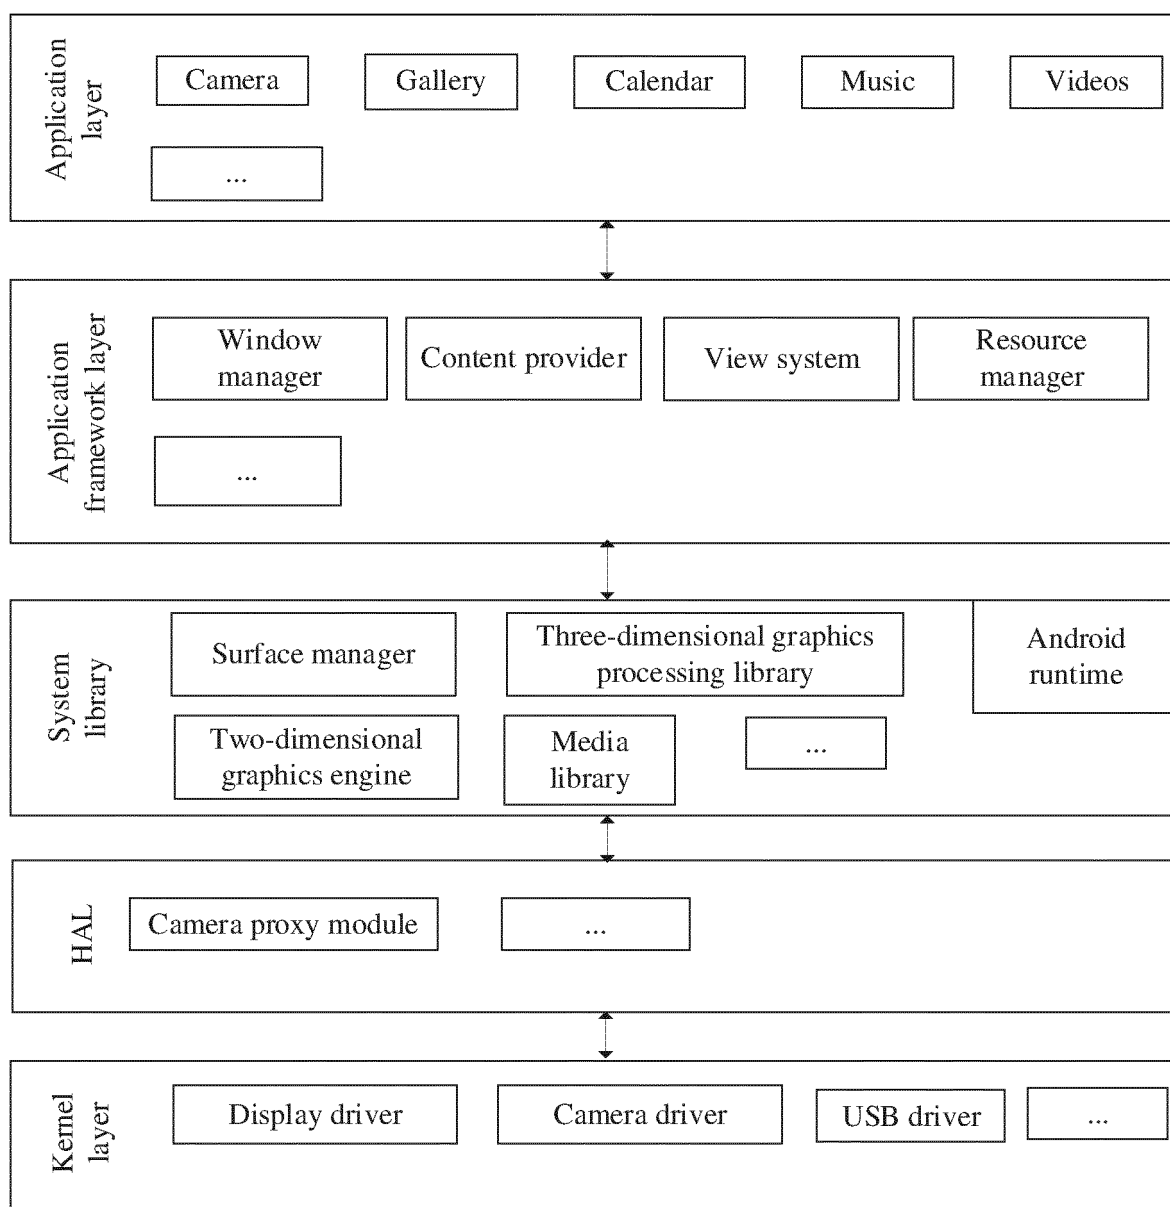 Application
layer
Camera
Gallery
Calendar
Music
Videos
...
Application
framework layer
Window
manager
Content provider
View system
Resource
manager
...
System
library
Surface manager
Three-dimensional graphics
processing library
Android
runtime
Two-dimensional
graphics engine
Media
library
...
HAL
Camera proxy module
...
Kernel
layer
Display driver
Camera driver
USB driver
...